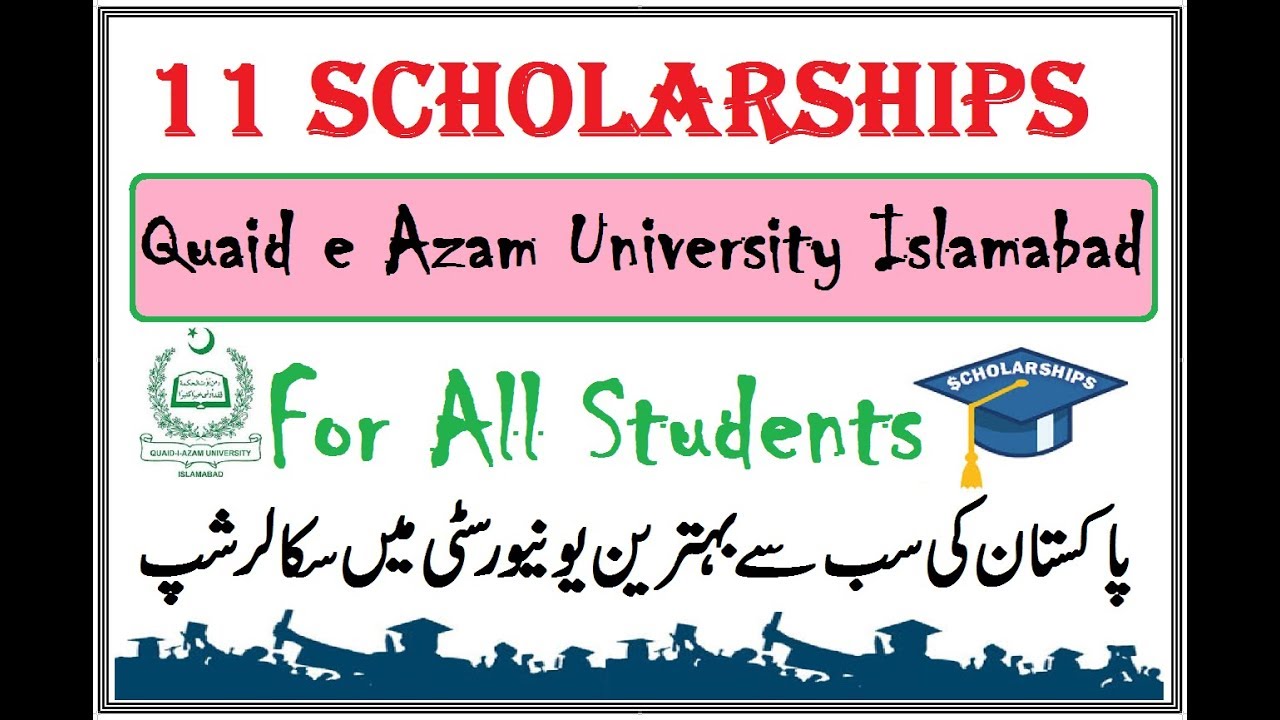 11 SCHOLARSHIPS
Quaid e Azam University Islamabad
For All Students
QUAID-I-AZAM UNIVERSITY
ISLAMABAD
$CHOLARSHIPS
پاکستان کی سب سے بہترین یونیورسٹی میں سکالرشپ